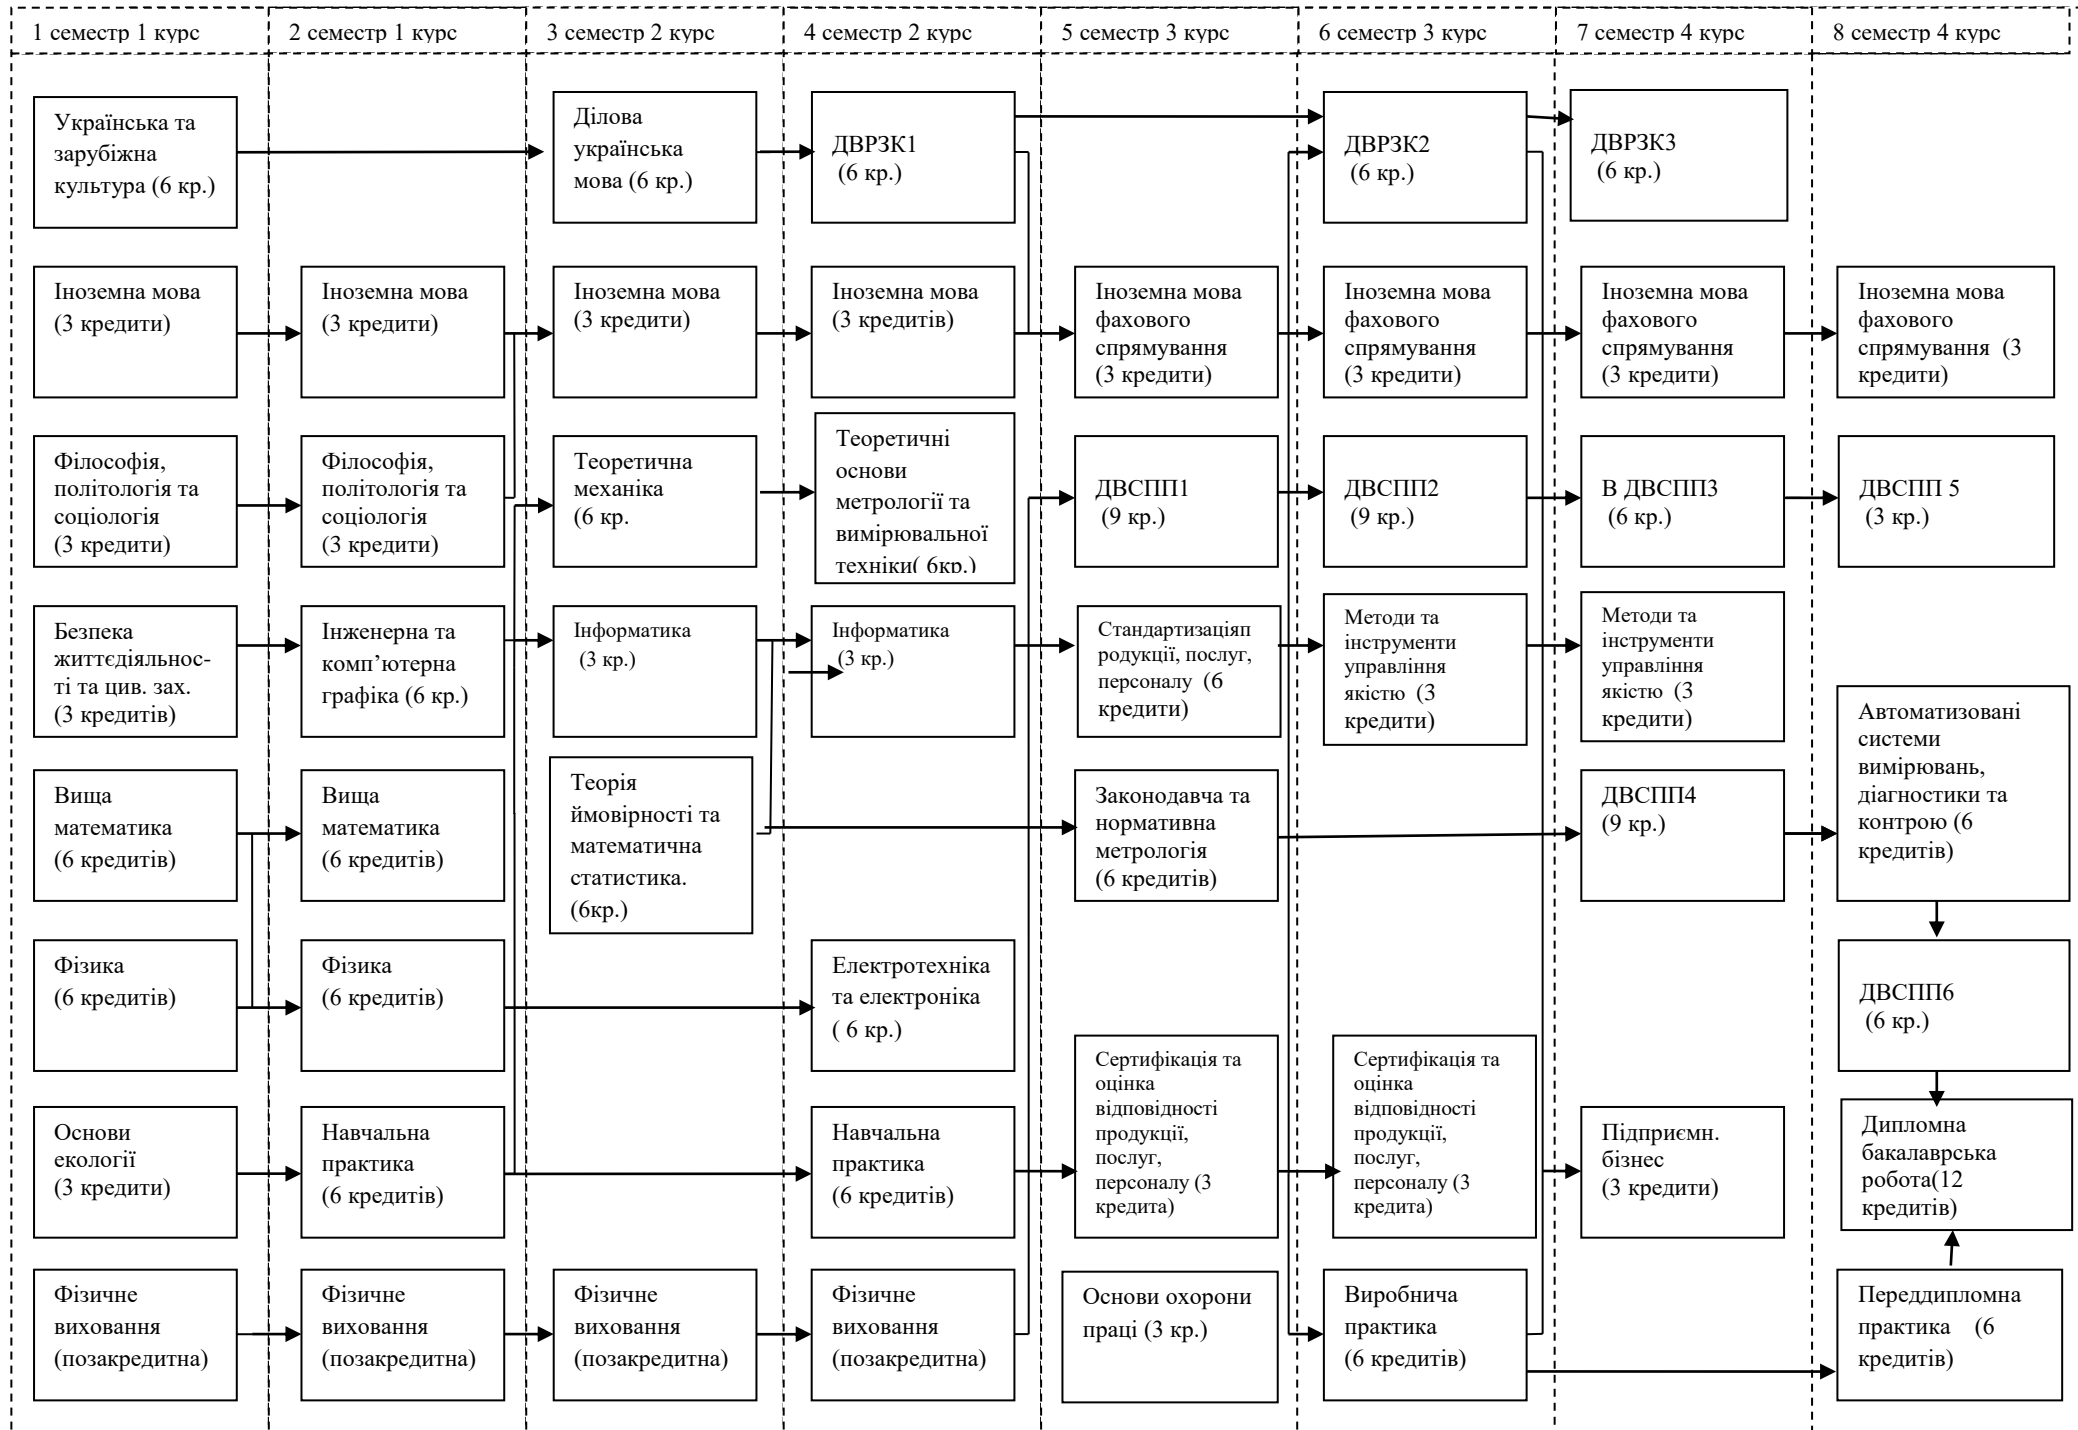 1 семестр 1 курс
2 семестр 1 курс
3 семестр 2 курс
4 семестр 2 курс
5 семестр 3 курс
6 семестр 3 курс
7 семестр 4 курс
8 семестр 4 курс
Українська та
зарубіжна
культура (6 кр.)
Ділова
українська
мова (6 кр.)
ДВРЗК1
(6 кр.)
ДВРЗК2
(6 кр.)
ДВРЗК3
(6 кр.)
Іноземна мова
(3 кредити)
Іноземна мова
(3 кредити)
Іноземна мова
(3 кредити)
Іноземна мова
(3 кредитів)
Іноземна мова
фахового
спрямування
(3 кредити)
Іноземна мова
фахового
спрямування
(3 кредити)
Іноземна мова
фахового
спрямування
(3 кредити)
Іноземна мова
фахового
спрямування (3
кредити)
Філософія,
політологія та
соціологія
(3 кредити)
Філософія,
політологія та
соціологія
(3 кредити)
Теоретична
механіка
(6 кр.
Теоретичні
основи
метрології та
вимірювальної
техніки( 6кр.)
ДВСПП1
(9 кр.)
ДВСПП2
(9 кр.)
В ДВСПП3
(6 кр.)
ДВСПП 5
(3 кр.)
Безпека
життєдіяльнос-
ті та цив. зах.
(3 кредитів)
Інженерна та
комп’ютерна
графіка (6 кр.)
Інформатика
(3 кр.)
Інформатика
(3 кр.)
Стандартизаціяп
родукції, послуг,
персоналу (6
кредити)
Методи та
інструменти
управління
якістю (3
кредити)
Методи та
інструменти
управління
якістю (3
кредити)
Автоматизовані
системи
вимірювань,
діагностики та
контрою (6
кредитів)
Вища
математика
(6 кредитів)
Вища
математика
(6 кредитів)
Теорія
ймовірності та
математична
статистика.
(6кр.)
Законодавча та
нормативна
метрологія
(6 кредитів)
ДВСПП4
(9 кр.)
Фізика
(6 кредитів)
Фізика
(6 кредитів)
Електротехніка
та електроніка
( 6 кр.)
ДВСПП6
(6 кр.)
Основи
екології
(3 кредити)
Навчальна
практика
(6 кредитів)
Навчальна
практика
(6 кредитів)
Сертифікація та
оцінка
відповідності
продукції,
послуг,
персоналу (3
кредита)
Сертифікація та
оцінка
відповідності
продукції,
послуг,
персоналу (3
кредита)
Підприємн.
бізнес
(3 кредити)
Дипломна
бакалаврська
робота(12
кредитів)
Фізичне
виховання
(позакредитна)
Фізичне
виховання
(позакредитна)
Фізичне
виховання
(позакредитна)
Фізичне
виховання
(позакредитна)
Основи охорони
праці (3 кр.)
Виробнича
практика
(6 кредитів)
Переддипломна
практика (6
кредитів)